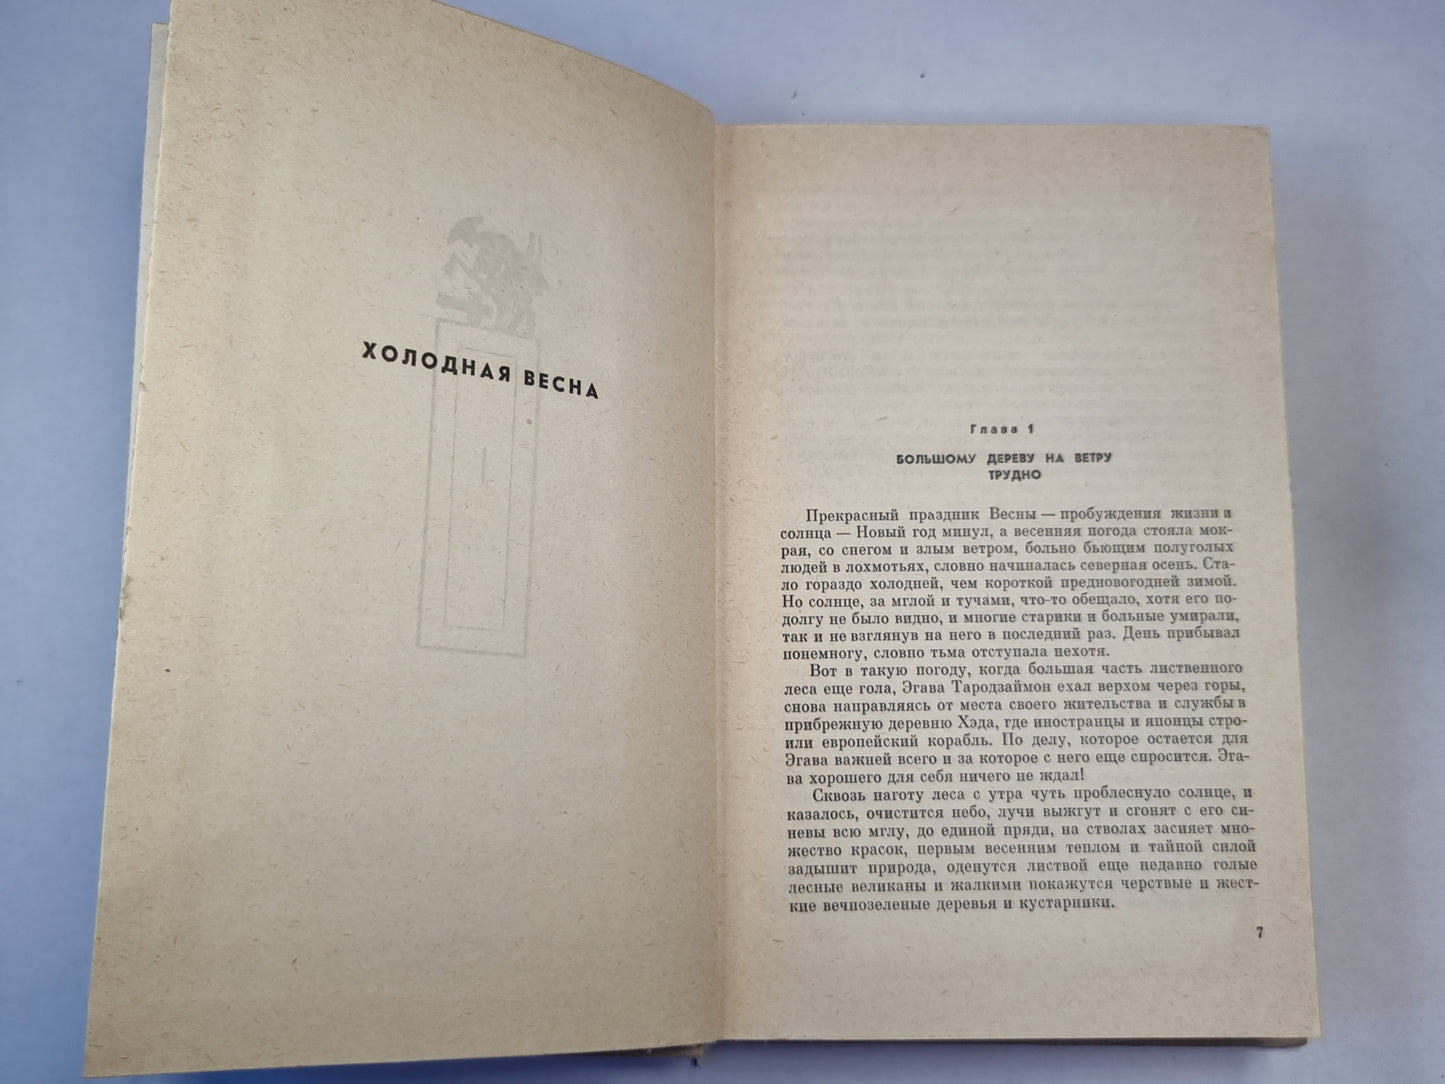 ХОЛОДНАЯ ВЕСНА
Глава 1
БОЛЬШОМУ ДЕРЕВУ НА ВЕТРУ
ТРУДНО
Прекрасный праздник Весны — пробуждения жизни и
солнца — Новый год минул, а весенняя погода стояла мок-
рая, со снегом и злым ветром, больно бьющим полуголых
людей в лохмотьях, словно начиналась северная осень. Ста-
ло гораздо холодней, чем короткой предновогодней зимой.
Но солнце, за мглой и тучами, что-то обещало, хотя его по-
долгу не было видно, и многие старики и больные умирали,
так и не взглянув на него в последний раз. День прибывал
понемногу, словно тьма отступала нехотя.
Вот в такую погоду, когда большая часть лиственного
леса еще гола, Эгава Тародзаймон ехал верхом через горы,
снова направляясь от места своего жительства и службы в
прибрежную деревню Хэда, где иностранцы и японцы стро-
или европейский корабль. По делу, которое остается для
Эгава важней всего и за которое с него еще спросится. Эга-
ва хорошего для себя ничего не ждал!
Сквозь наготу леса с утра чуть проблеснуло солнце, и
казалось, очистится небо, лучи выжгут и сгонят с его си-
невы всю мглу, до единой пряди, на стволах засияет мно-
жество красок, первым весенним теплом и тайной силой
задышит природа, оденутся листвой еще недавно голые
лесные великаны и жалкими покажутся черствые и жест-
кие вечнозеленые деревья и кустарники.
7